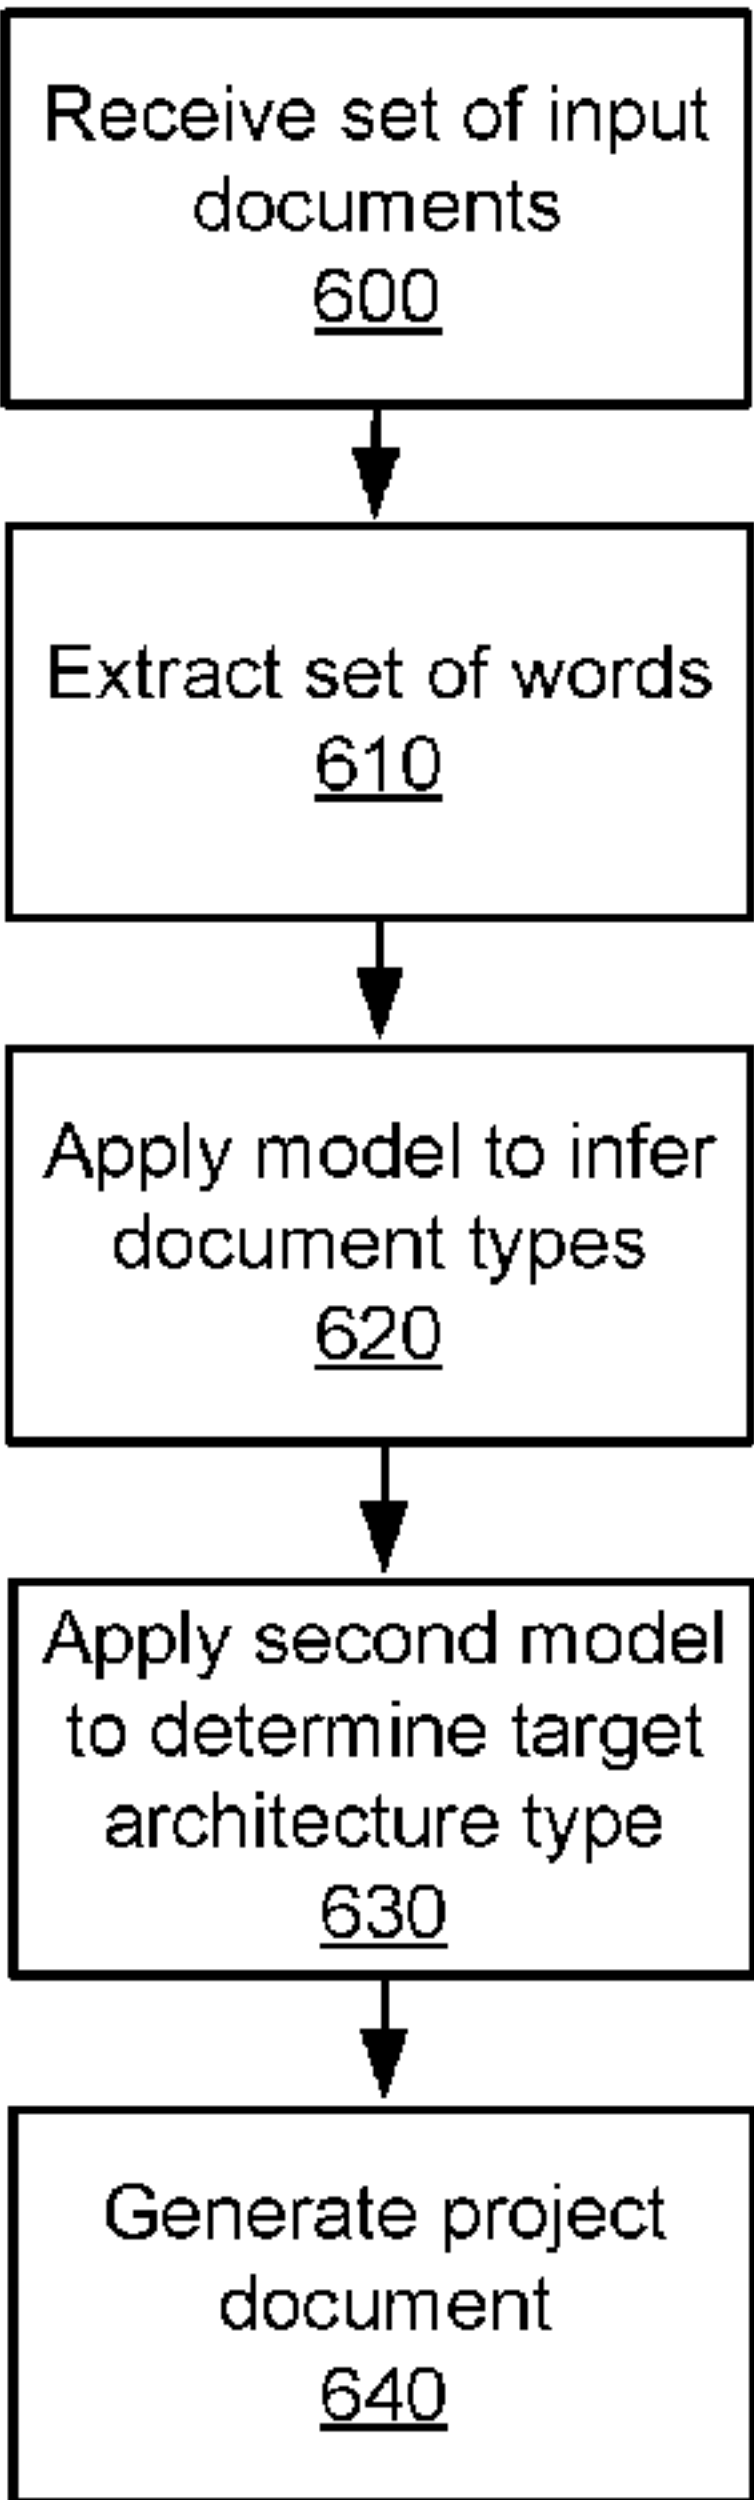 Receive set of input
documents
600
Extract set of words
610
Apply model to infer
document types
620
Apply second model
to determine target
architecture type
630
Generate project
document
640